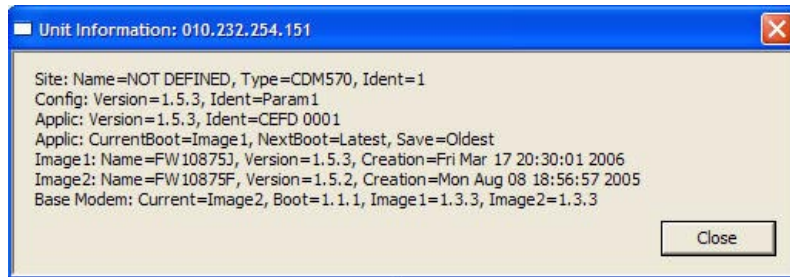 Unit Information: 010.232.254.151
Site: Name=NOT DEFINED, Type=CDM570, Ident=1
Config: Version=1.5.3, Ident=Param1
Applic: Version=1.5.3, Ident=CEFD 0001
Applic: CurrentBoot=Image1, NextBoot=Latest, Save=Oldest
Image1: Name=FW10875J, Version=1.5.3, Creation=Fri Mar 17 20:30:01 2006
Image2: Name=FW10875F, Version=1.5.2, Creation=Mon Aug 08 18:56:57 2005
Base Modem: Current=Image2, Boot=1.1.1, Image1=1.3.3, Image2=1.3.3
Close